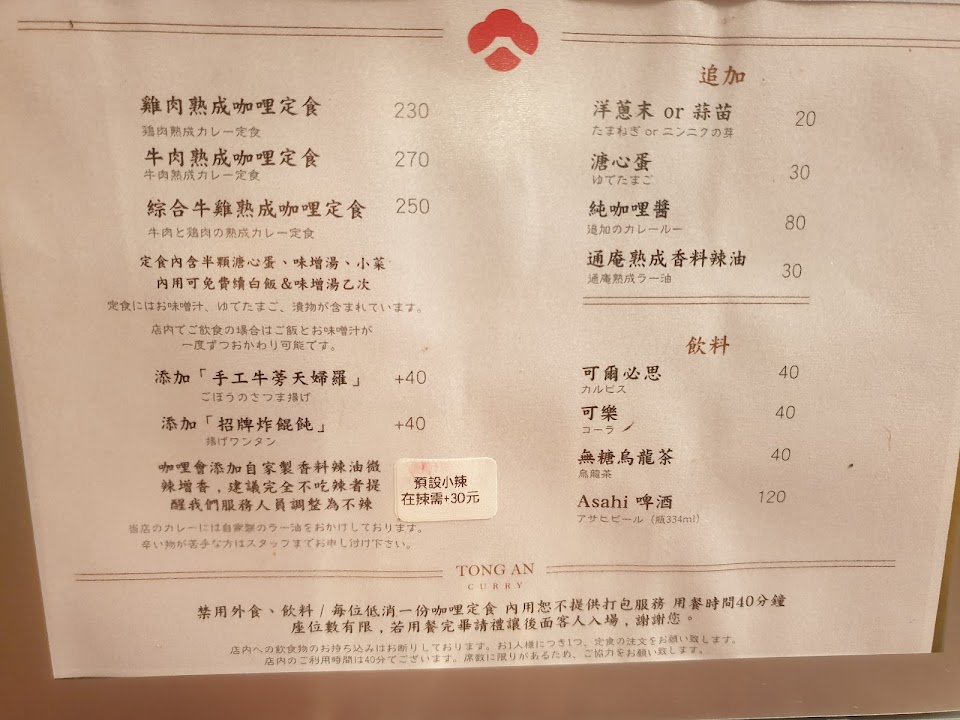 雞肉熟成咖哩定食 230
鶏肉熟成カレー定食
牛肉熟成咖哩定食 270
牛肉熟成カレー定食
綜合牛雞熟成咖哩定食 250
牛肉と鶏肉の熟成カレー定食
定食內含半顆溏心蛋、味增湯、小菜
內用可免費續白飯&味增湯乙次
定食にはお味噌汁、ゆでたまご、漬物が含まれています。
店内でご飲食の場合はご飯とお味噌汁が
一度ずつおかわり可能です。
添加「手工牛蒡天婦羅」 +40
ごぼうのさつま揚げ
添加「招牌炸餛飩」 +40
揚げワンタン
咖哩會添加自家製香料辣油微
辣增香,建議完全不吃辣者提
醒我們服務人員調整為不辣
預設小辣
在辣需+30元
当店のカレーには自家製のラー油をおかけしております。
辛い物が苦手な方はスタッフまでお申し付け下さい。
追加
洋蔥末 or 蒜苗 20
たまねぎ or ニンニクの芽
溏心蛋 30
ゆでたまご
純咖哩醬 80
追加のカレールー
通庵熟成香料辣油 30
通庵熟成ラー油
飲料
可爾必思 40
カルピス
可樂 40
コーラ
無糖烏龍茶 40
烏龍茶
Asahi 啤酒 120
アサヒビール（瓶334ml）
TONG AN
CURRY
禁用外食、飲料 / 每位低消一份咖哩定食 內用恕不提供打包服務 用餐時間40分鐘
座位數有限,若用餐完畢請禮讓後面客人入場,謝謝您。
店内への飲食物のお持ち込みはお断りしております。お1人様につき1つ、定食の注文をお願い致します。
店内のご利用時間は40分でございます。席数に限りがあるため、ご協力をお願い致します。